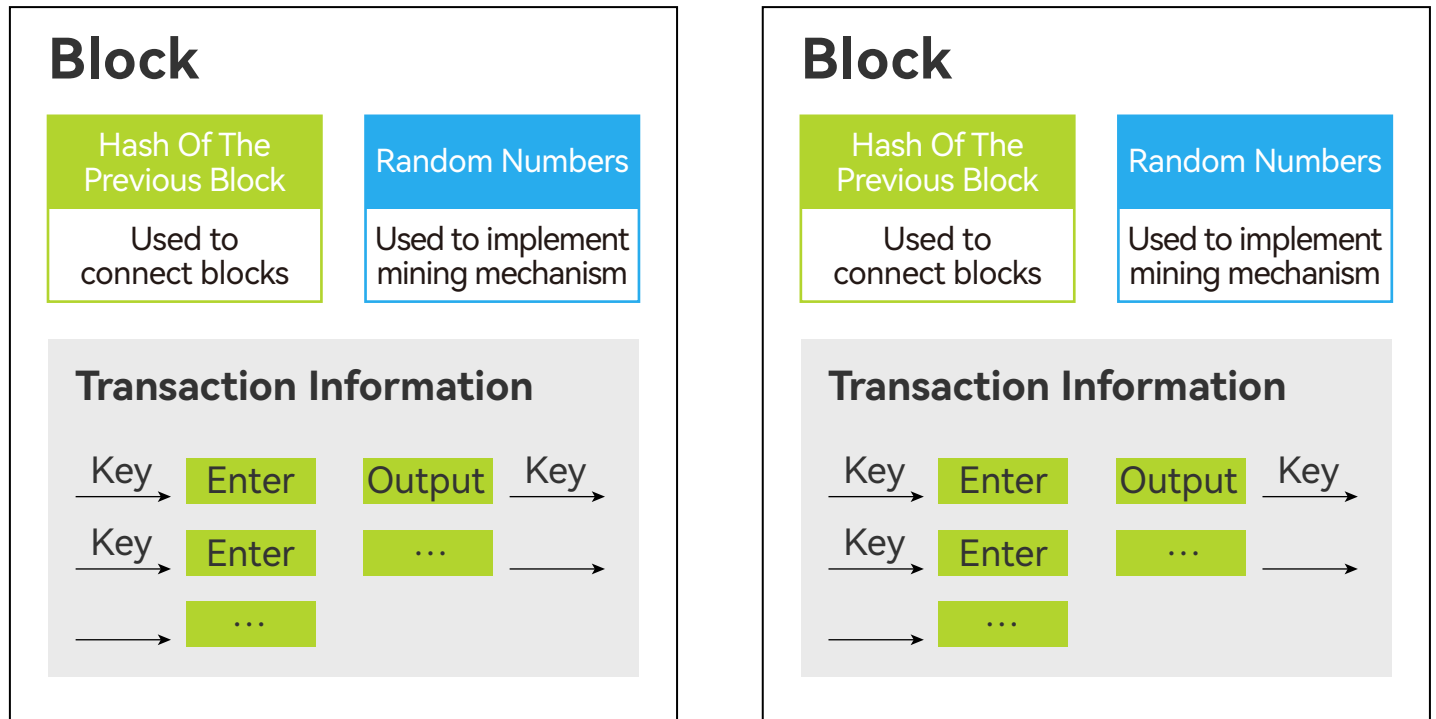 Block
Hash Of The
Previous Block
Used to
connect blocks
Random Numbers
Used to implement
mining mechanism
Transaction Information
Key Enter Output Key
Key Enter ...
...
Block
Hash Of The
Previous Block
Used to
connect blocks
Random Numbers
Used to implement
mining mechanism
Transaction Information
Key Enter Output Key
Key Enter ...
...